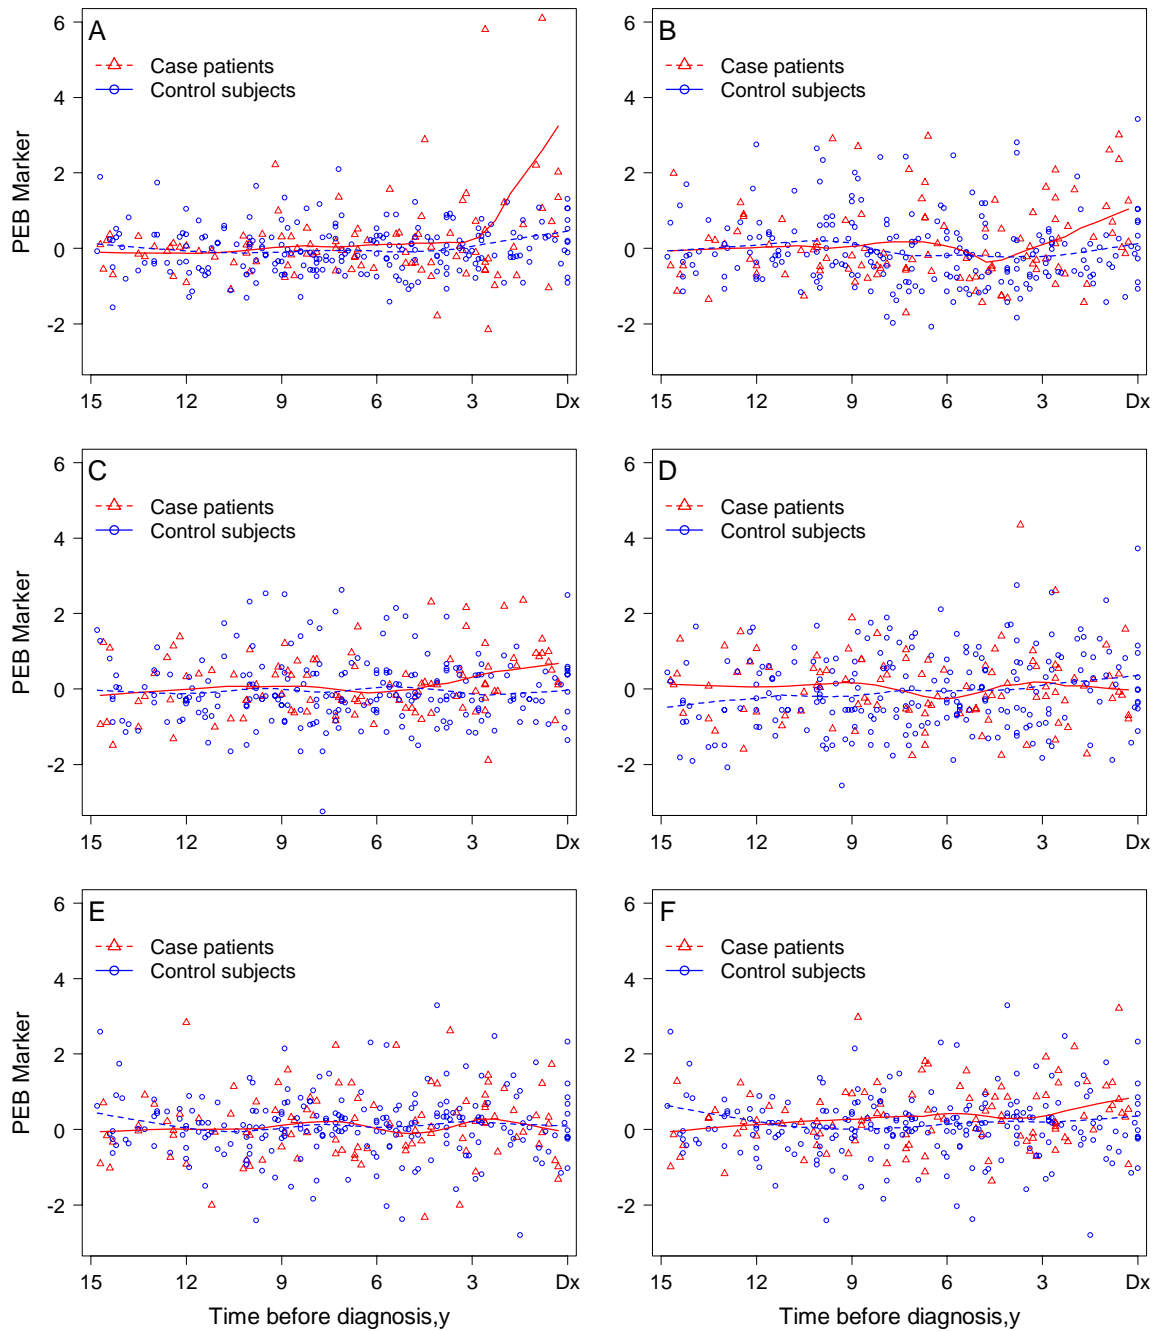 A
Case patients
Control subjects
PEB Marker
6
4
2
0
-2
15 12 9 6 3 Dx
B
Case patients
Control subjects
6
4
2
0
-2
15 12 9 6 3 Dx
C
Case patients
Control subjects
PEB Marker
6
4
2
0
-2
15 12 9 6 3 Dx
D
Case patients
Control subjects
6
4
2
0
-2
15 12 9 6 3 Dx
E
Case patients
Control subjects
PEB Marker
6
4
2
0
-2
15 12 9 6 3 Dx
Time before diagnosis,y
F
Case patients
Control subjects
6
4
2
0
-2
15 12 9 6 3 Dx
Time before diagnosis,y